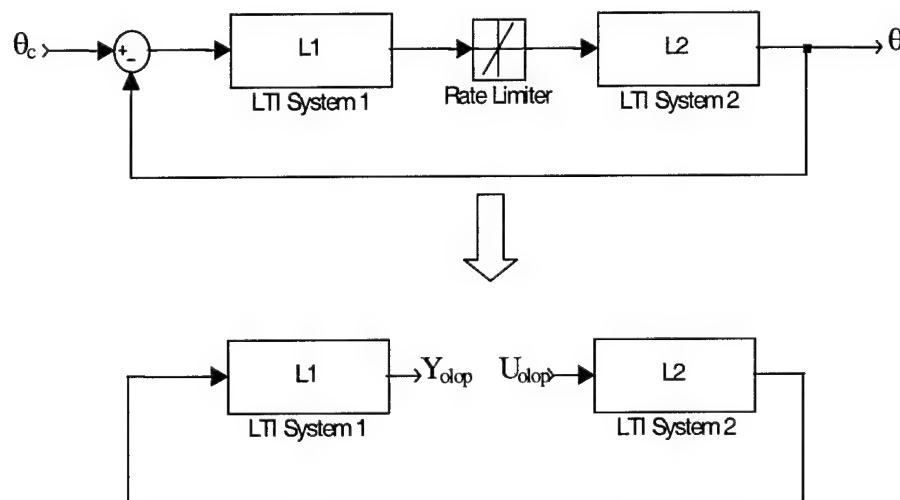 θc + - L1 L2 θ
LTI System 1 Rate Limiter LTI System 2
L1 Yolop Uolop L2
LTI System 1 LTI System 2